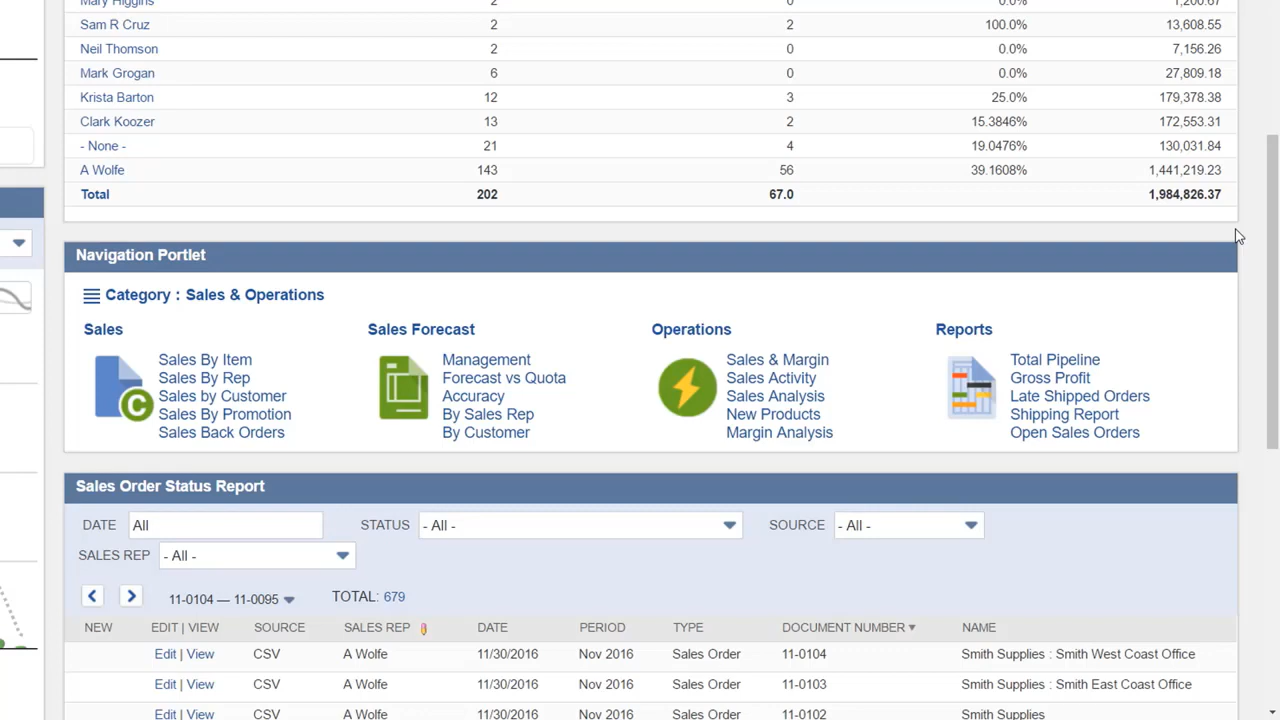 Mary Higgins 2 0 0.0% 1,200.67
Sam R Cruz 2 2 100.0% 13,608.55
Neil Thomson 2 0 0.0% 7,156.26
Mark Grogan 6 0 0.0% 27,809.18
Krista Barton 12 3 25.0% 179,378.38
Clark Koozer 13 2 15.3846% 172,553.31
- None - 21 4 19.0476% 130,031.84
A Wolfe 143 56 39.1608% 1,441,219.23
Total 202 67.0 1,984,826.37
Navigation Portlet
Category : Sales & Operations
Sales Sales Forecast Operations Reports
Sales By Item Management Sales & Margin Total Pipeline
Sales By Rep Forecast vs Quota Sales Activity Gross Profit
Sales by Customer Accuracy Sales Analysis Late Shipped Orders
Sales By Promotion By Sales Rep New Products Shipping Report
Sales Back Orders By Customer Margin Analysis Open Sales Orders
Sales Order Status Report
DATE All STATUS - All - SOURCE - All -
SALES REP - All -
11-0104 — 11-0095 TOTAL: 679
NEW EDIT | VIEW SOURCE SALES REP DATE PERIOD TYPE DOCUMENT NUMBER NAME
Edit | View CSV A Wolfe 11/30/2016 Nov 2016 Sales Order 11-0104 Smith Supplies : Smith West Coast Office
Edit | View CSV A Wolfe 11/30/2016 Nov 2016 Sales Order 11-0103 Smith Supplies : Smith East Coast Office
Edit | View CSV A Wolfe 11/30/2016 Nov 2016 Sales Order 11-0102 Smith Supplies